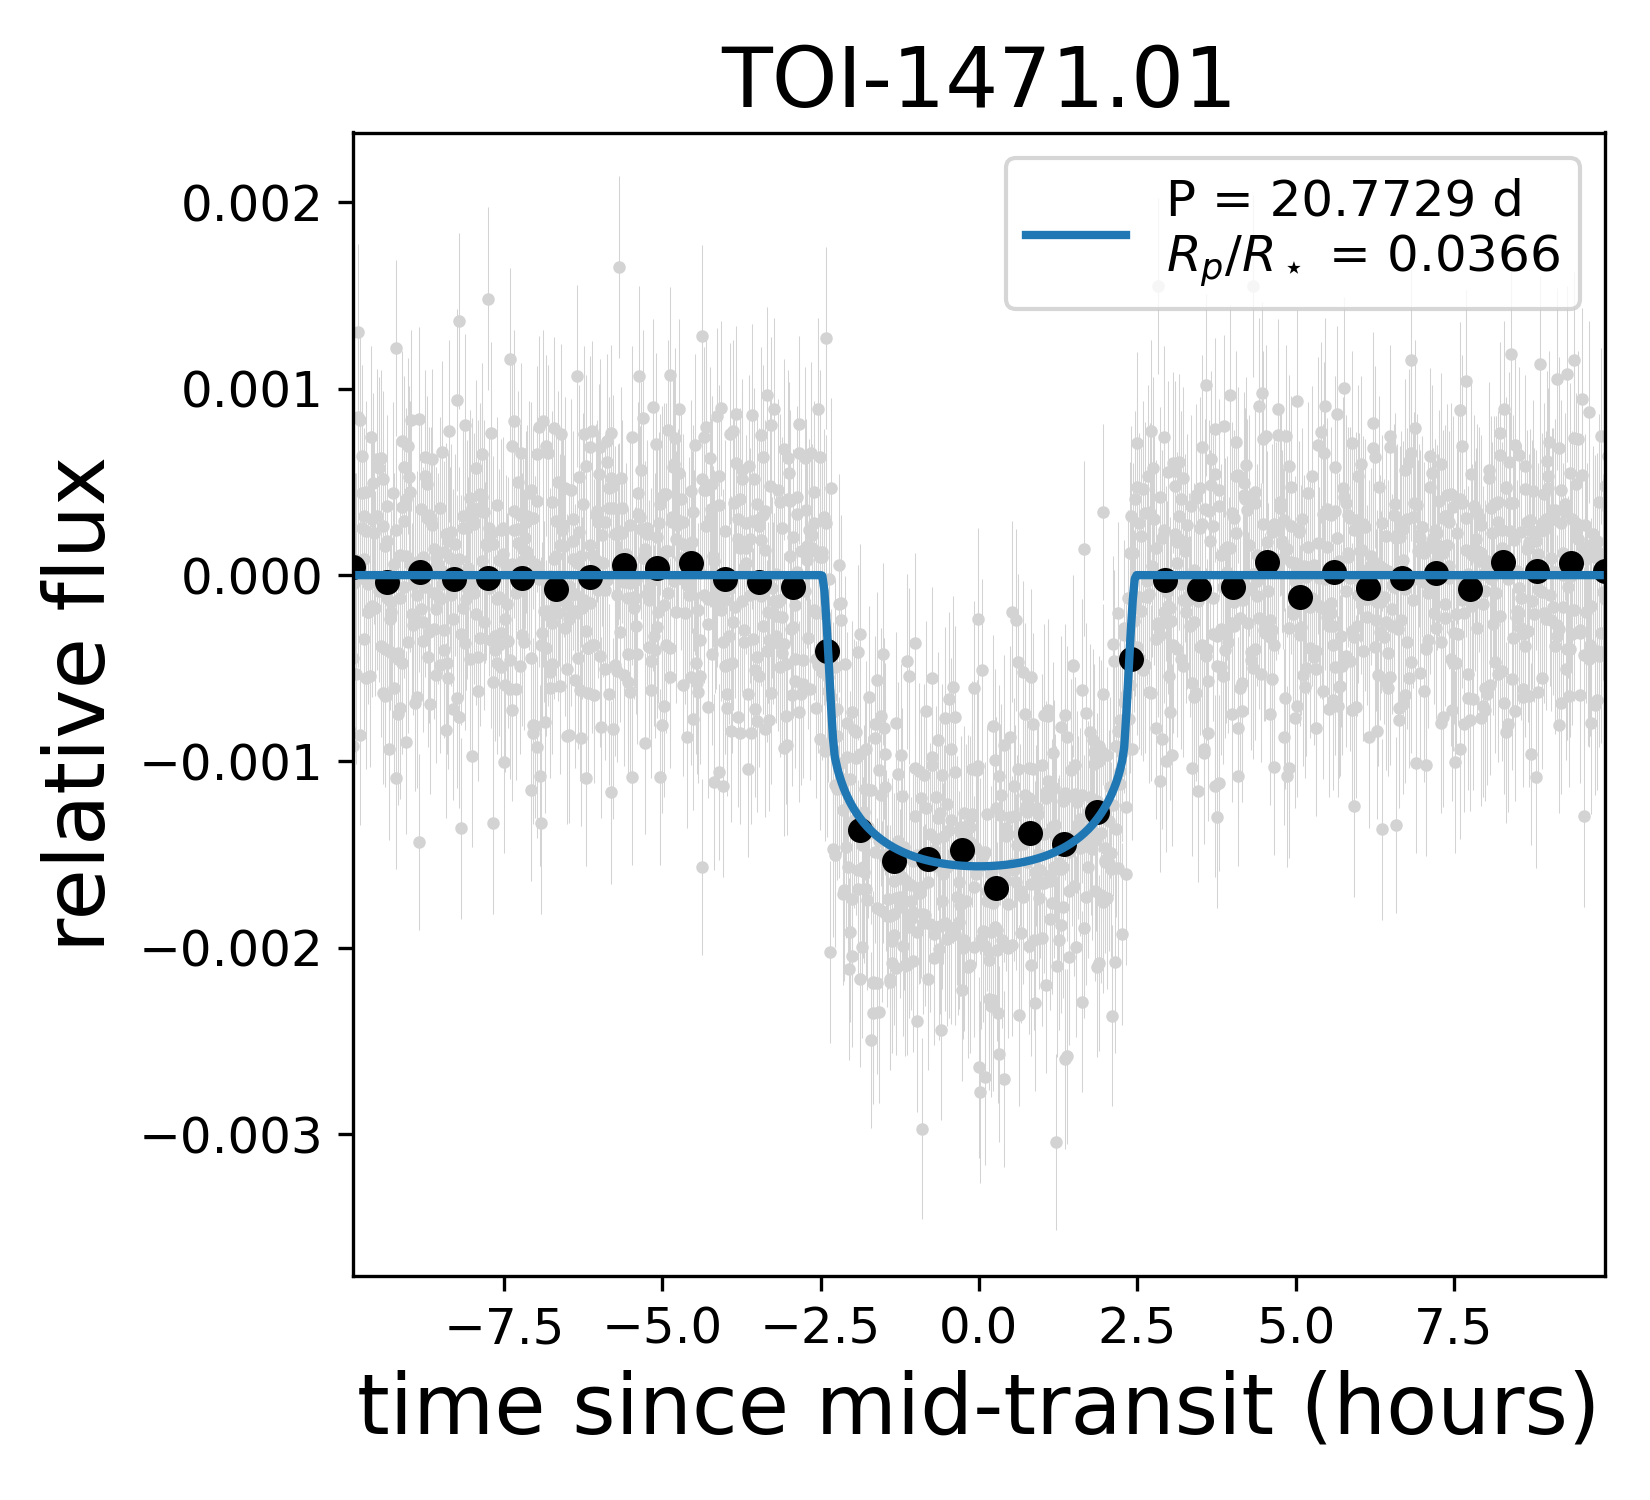 TOI-1471.01
P = 20.7729 d
Rp/R⋆ = 0.0366
relative flux
0.002
0.001
0.000
−0.001
−0.002
−0.003
−7.5 −5.0 −2.5 0.0 2.5 5.0 7.5
time since mid-transit (hours)